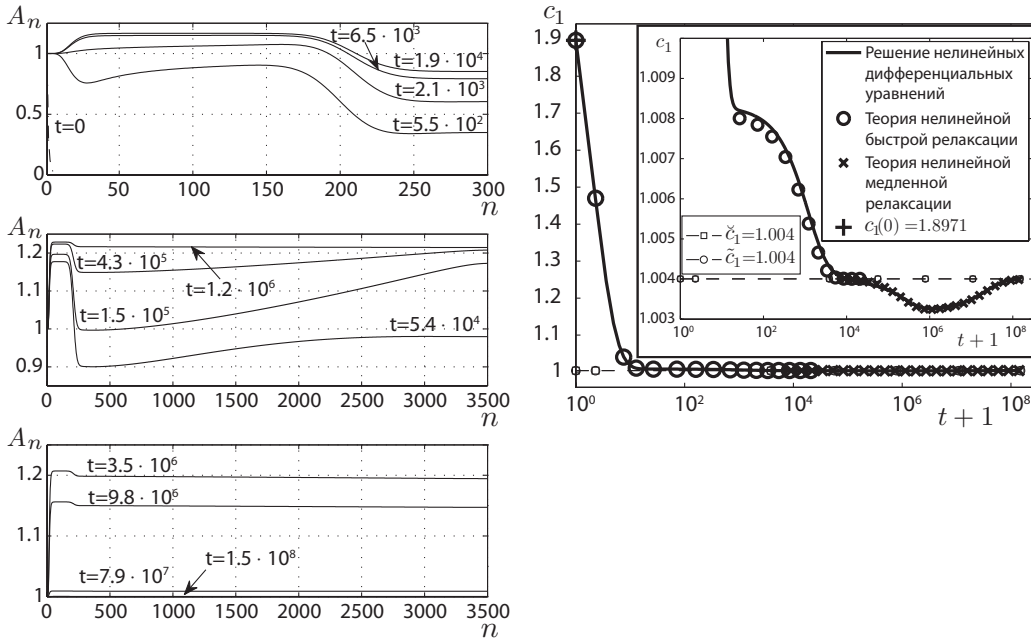 A_n
1
0.5
0
t=6.5 · 10³
t=1.9 · 10⁴
t=2.1 · 10³
t=5.5 · 10²
t=0
0 50 100 150 200 250 300
n
A_n
1.2
1.1
1
0.9
t=4.3 · 10⁵
t=1.2 · 10⁶
t=1.5 · 10⁵
t=5.4 · 10⁴
0 500 1000 1500 2000 2500 3000 3500
n
A_n
1.2
1.1
1
t=3.5 · 10⁶
t=9.8 · 10⁶
t=1.5 · 10⁸
t=7.9 · 10⁷
0 500 1000 1500 2000 2500 3000 3500
n
c₁
1.9
1.8
1.7
1.6
1.5
1.4
1.3
1.2
1.1
1
10⁰ 10² 10⁴ 10⁶ 10⁸
t + 1
c₁
1.009
1.008
1.007
1.006
1.005
1.004
1.003
10⁰ 10² 10⁴ 10⁶ 10⁸
t + 1
Решение нелинейных
дифференциальных
уравнений
Теория нелинейной
быстрой релаксации
Теория нелинейной
медленной
релаксации
c₁(0) =1.8971
c̆₁=1.004
c̃₁=1.004